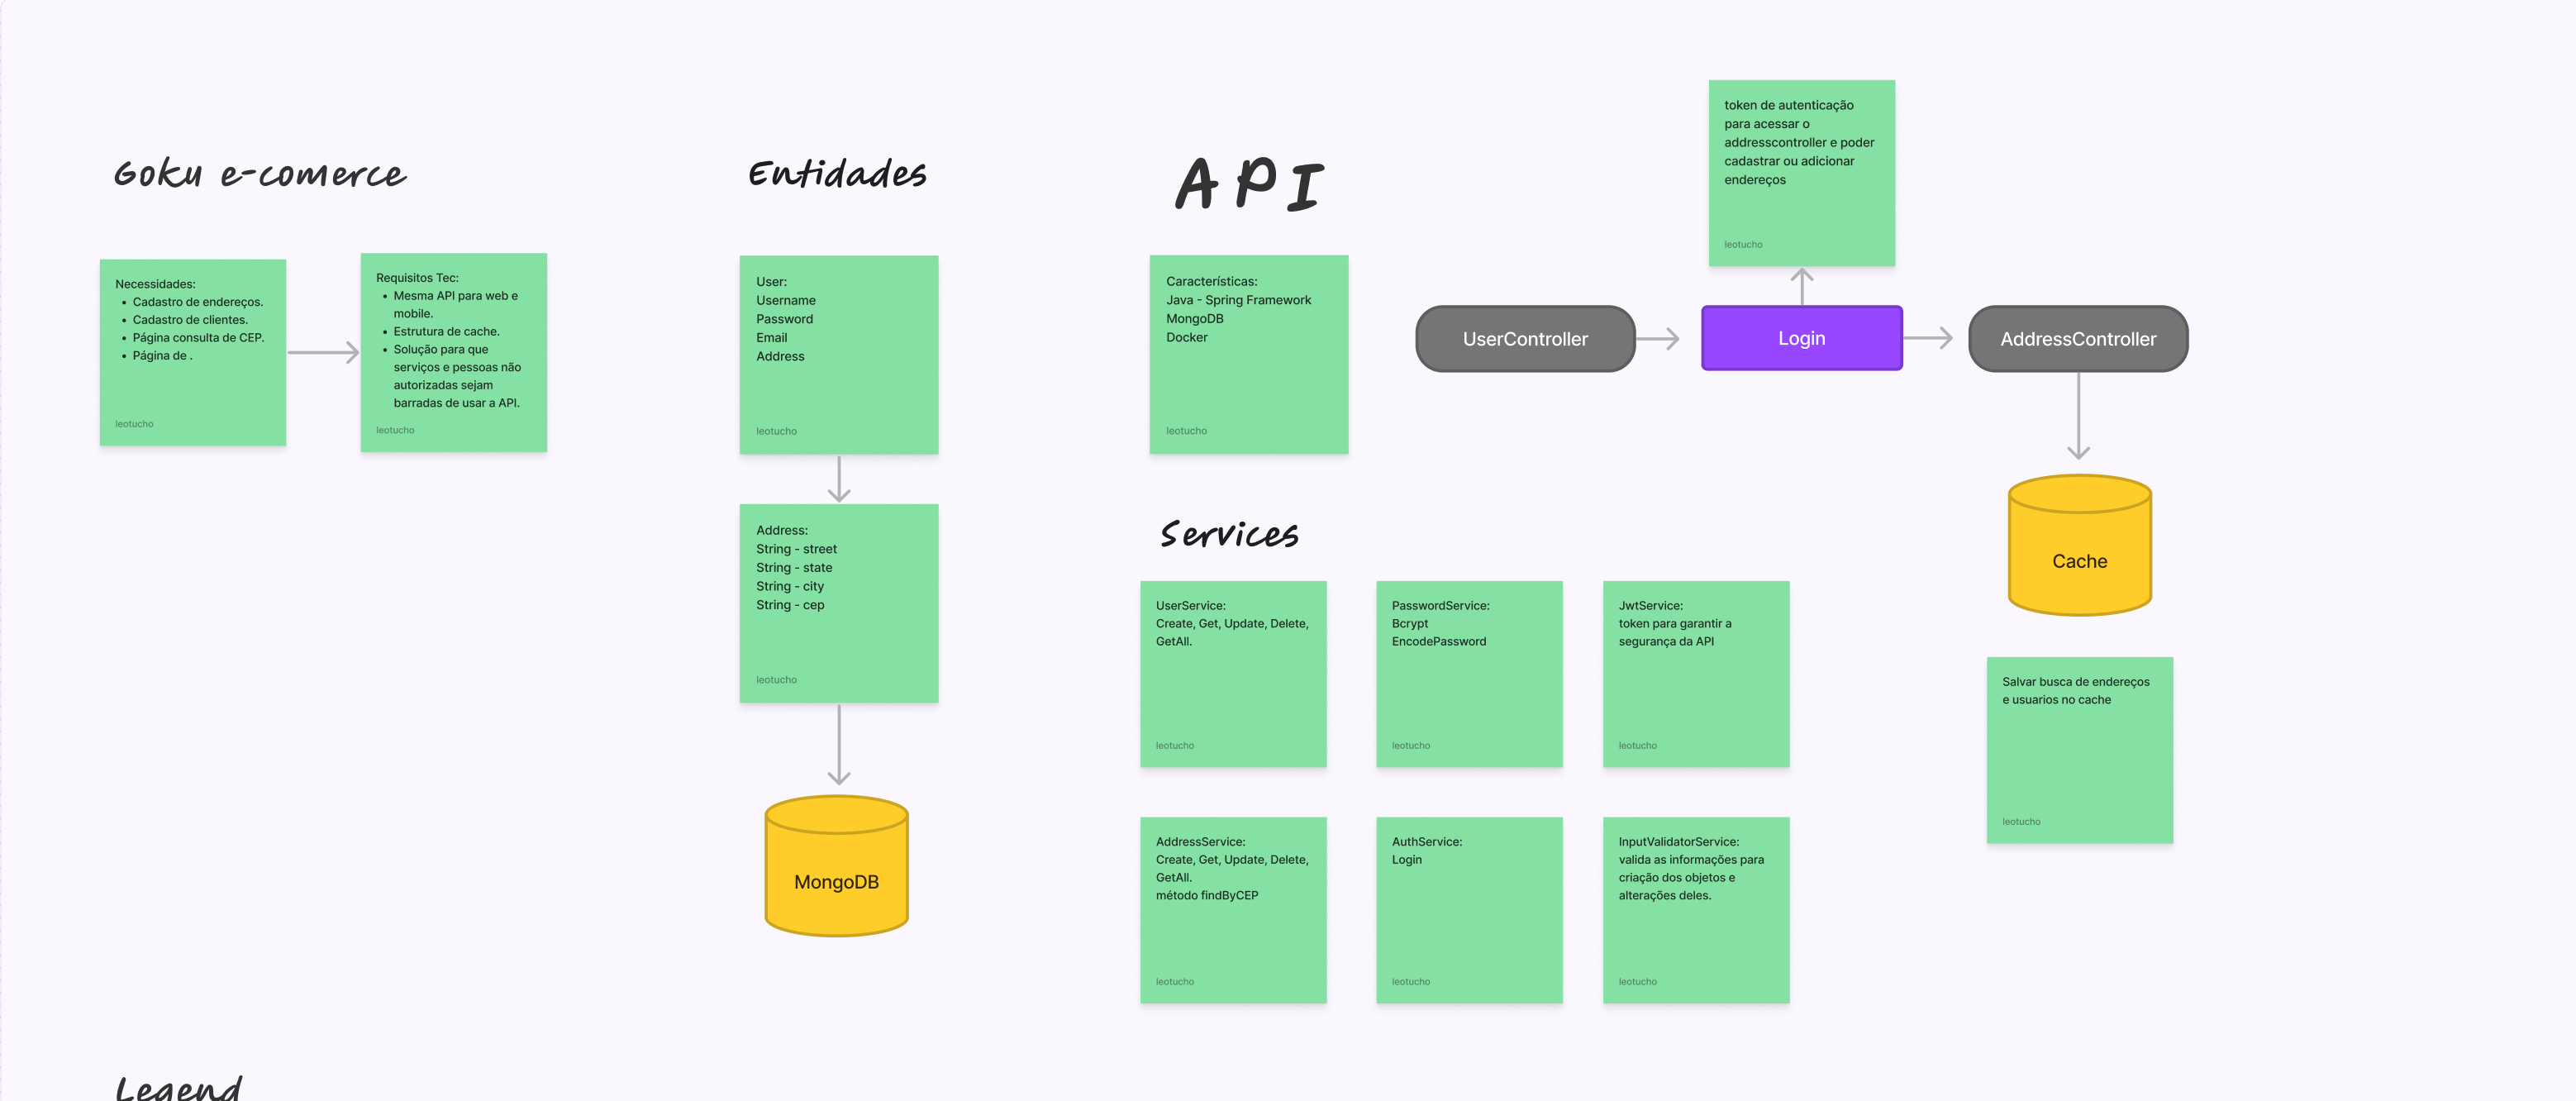 Goku e-comerce
Necessidades:
• Cadastro de endereços.
• Cadastro de clientes.
• Página consulta de CEP.
• Página de .
leotucho
Requisitos Tec:
• Mesma API para web e
mobile.
• Estrutura de cache.
• Solução para que
serviços e pessoas não
autorizadas sejam
barradas de usar a API.
leotucho
Entidades
User:
Username
Password
Email
Address
leotucho
Address:
String - street
String - state
String - city
String - cep
leotucho
MongoDB
API
Características:
Java - Spring Framework
MongoDB
Docker
leotucho
UserController
token de autenticação
para acessar o
addresscontroller e poder
cadastrar ou adicionar
endereços
leotucho
Login
AddressController
Cache
Salvar busca de endereços
e usuarios no cache
leotucho
Services
UserService:
Create, Get, Update, Delete,
GetAll.
leotucho
PasswordService:
Bcrypt
EncodePassword
leotucho
JwtService:
token para garantir a
segurança da API
leotucho
AddressService:
Create, Get, Update, Delete,
GetAll.
método findByCEP
leotucho
AuthService:
Login
leotucho
InputValidatorService:
valida as informações para
criação dos objetos e
alterações deles.
leotucho
Legend